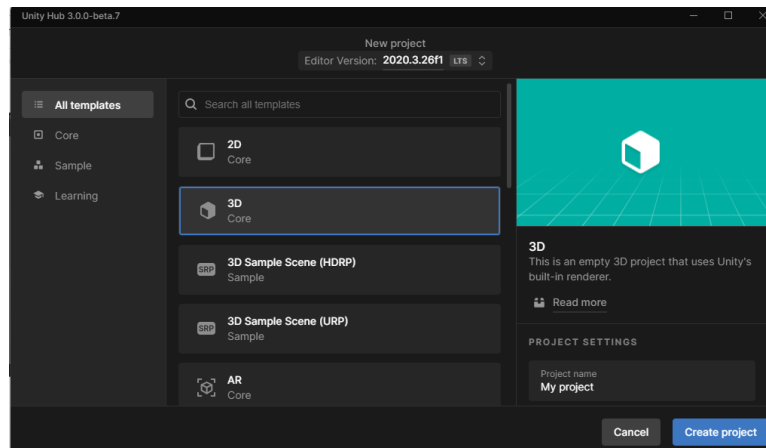 Unity Hub 3.0.0-beta.7
New project
Editor Version: 2020.3.26f1 LTS
All templates
Core
Sample
Learning
Search all templates
2D
Core
3D
Core
SRP
3D Sample Scene (HDRP)
Sample
SRP
3D Sample Scene (URP)
Sample
AR
Core
3D
This is an empty 3D project that uses Unity's
built-in renderer.
Read more
PROJECT SETTINGS
Project name
My project
Cancel
Create project